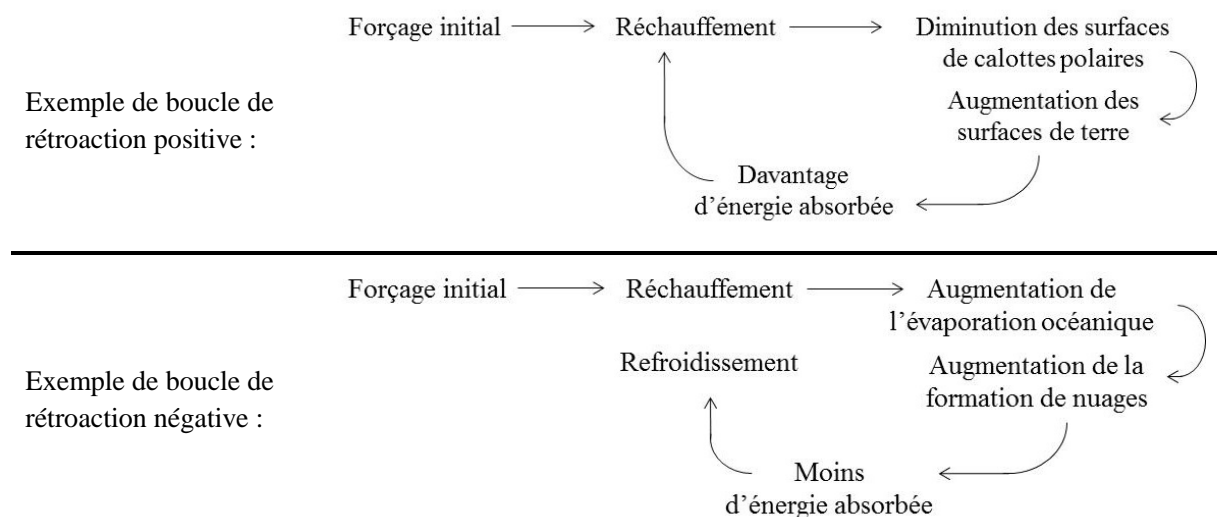 Forçage initial
Réchauffement
Diminution des surfaces
de calottes polaires
Exemple de boucle de
rétroaction positive :
Augmentation des
surfaces de terre
Davantage
d’énergie absorbée
Forçage initial
Réchauffement
Augmentation de
l’évaporation océanique
Refroidissement
Exemple de boucle de
rétroaction négative :
Augmentation de la
formation de nuages
Moins
d’énergie absorbée